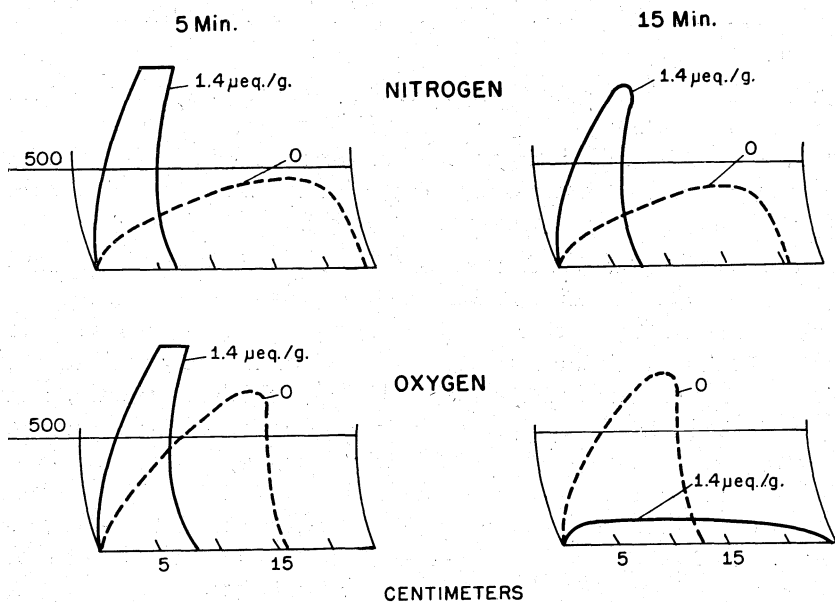 5 Min.
15 Min.
1.4 μeq./g.
NITROGEN
1.4 μeq./g.
500
0
0
1.4 μeq./g.
OXYGEN
0
0
500
1.4 μeq./g.
5
15
5
15
CENTIMETERS